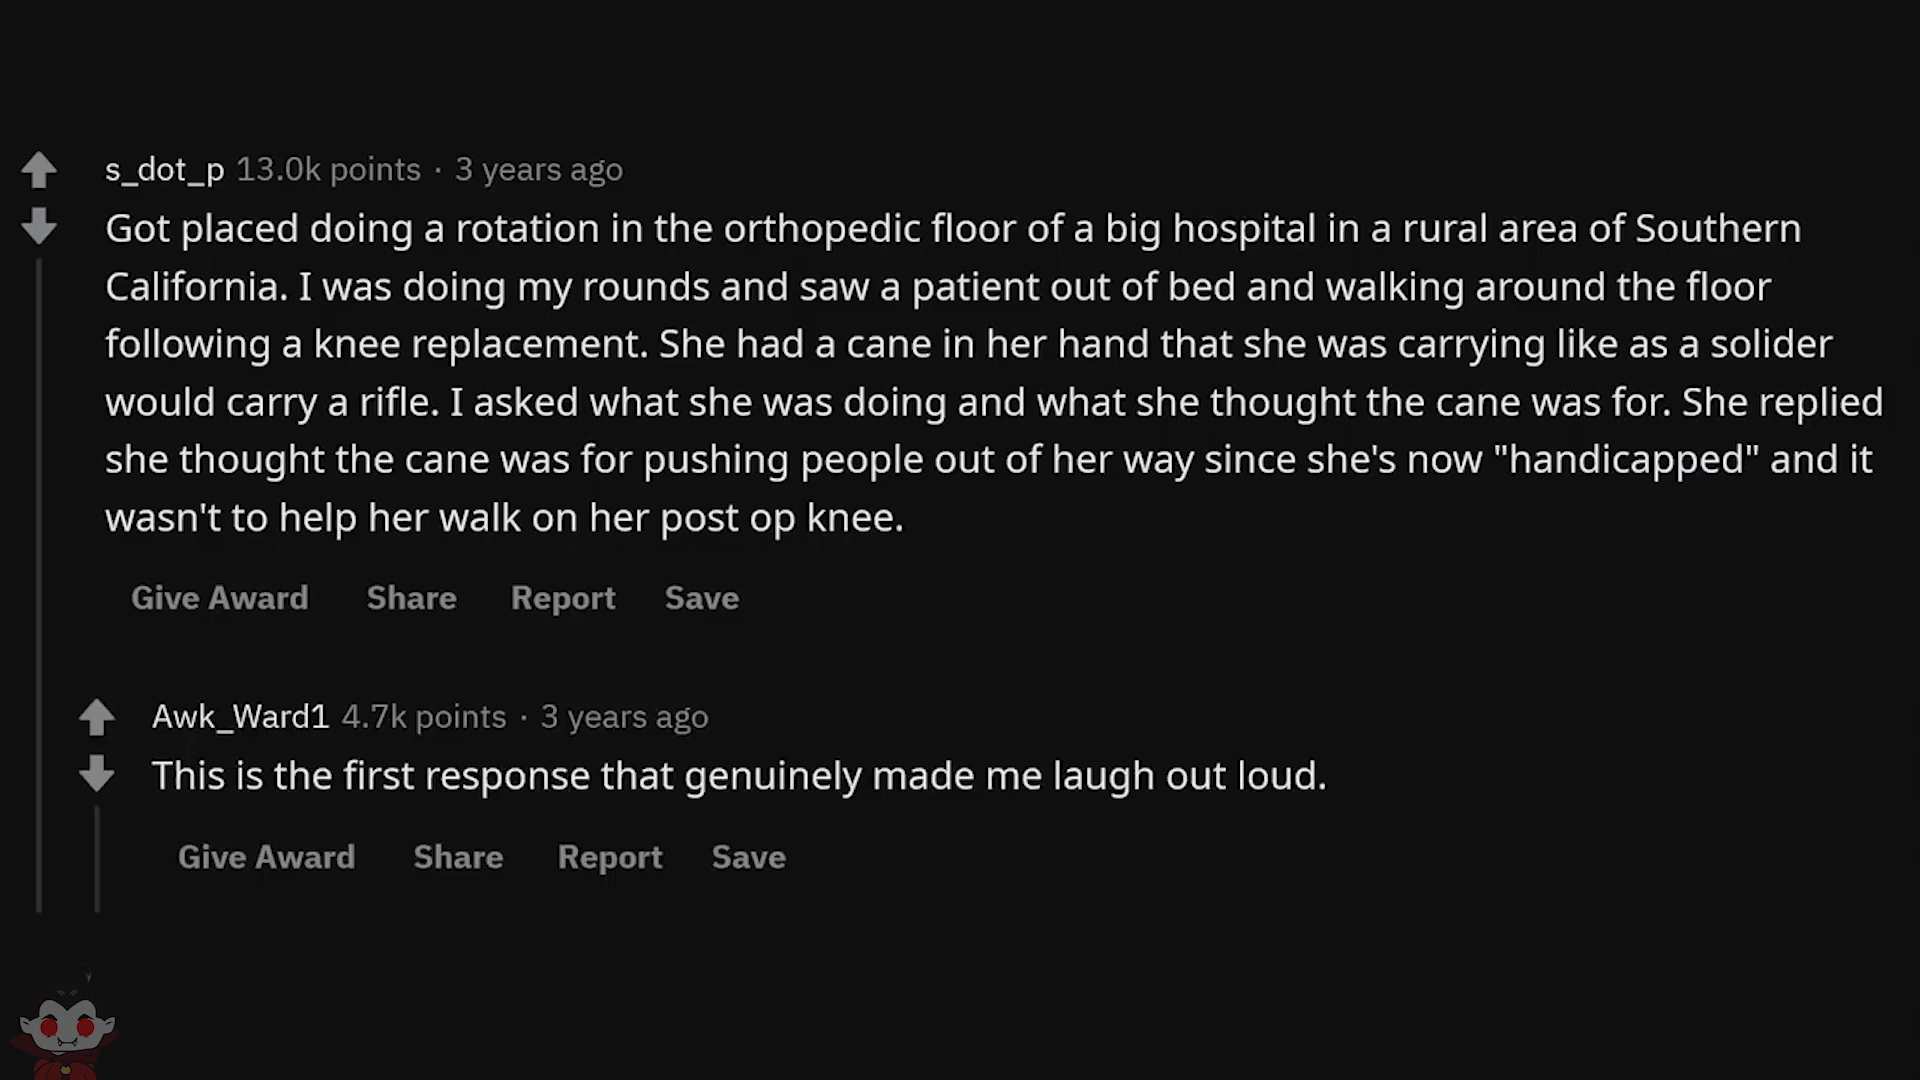 s_dot_p 13.0k points · 3 years ago
Got placed doing a rotation in the orthopedic floor of a big hospital in a rural area of Southern
California. I was doing my rounds and saw a patient out of bed and walking around the floor
following a knee replacement. She had a cane in her hand that she was carrying like as a solider
would carry a rifle. I asked what she was doing and what she thought the cane was for. She replied
she thought the cane was for pushing people out of her way since she's now "handicapped" and it
wasn't to help her walk on her post op knee.
Give Award Share Report Save
Awk_Ward1 4.7k points · 3 years ago
This is the first response that genuinely made me laugh out loud.
Give Award Share Report Save